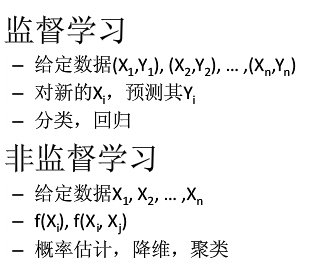 监督学习
– 给定数据(X₁,Y₁), (X₂,Y₂), ... ,(Xₙ,Yₙ)
– 对新的Xᵢ，预测其Yᵢ
– 分类，回归
非监督学习
– 给定数据X₁, X₂, ... ,Xₙ
– f(Xᵢ), f(Xᵢ, Xⱼ)
– 概率估计，降维，聚类